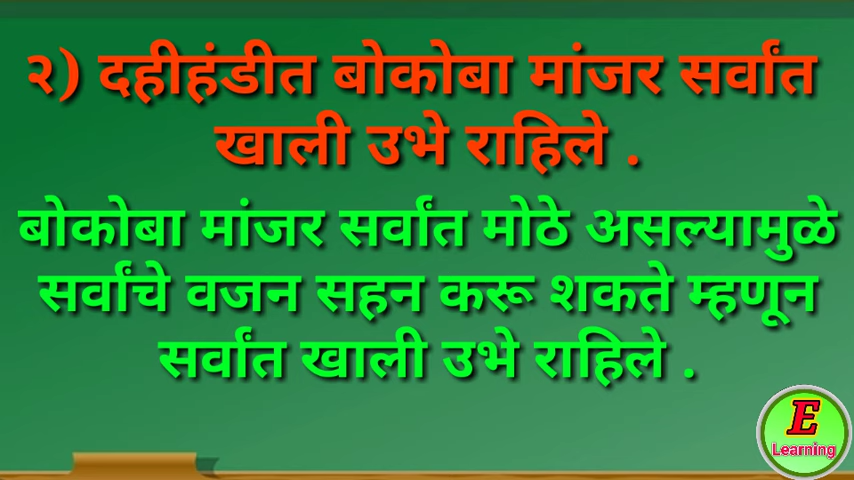 २) दहीहंडीत बोकोबा मांजर सर्वांत
खाली उभे राहिले .
बोकोबा मांजर सर्वांत मोठे असल्यामुळे
सर्वांचे वजन सहन करू शकते म्हणून
सर्वांत खाली उभे राहिले .
E
Learning